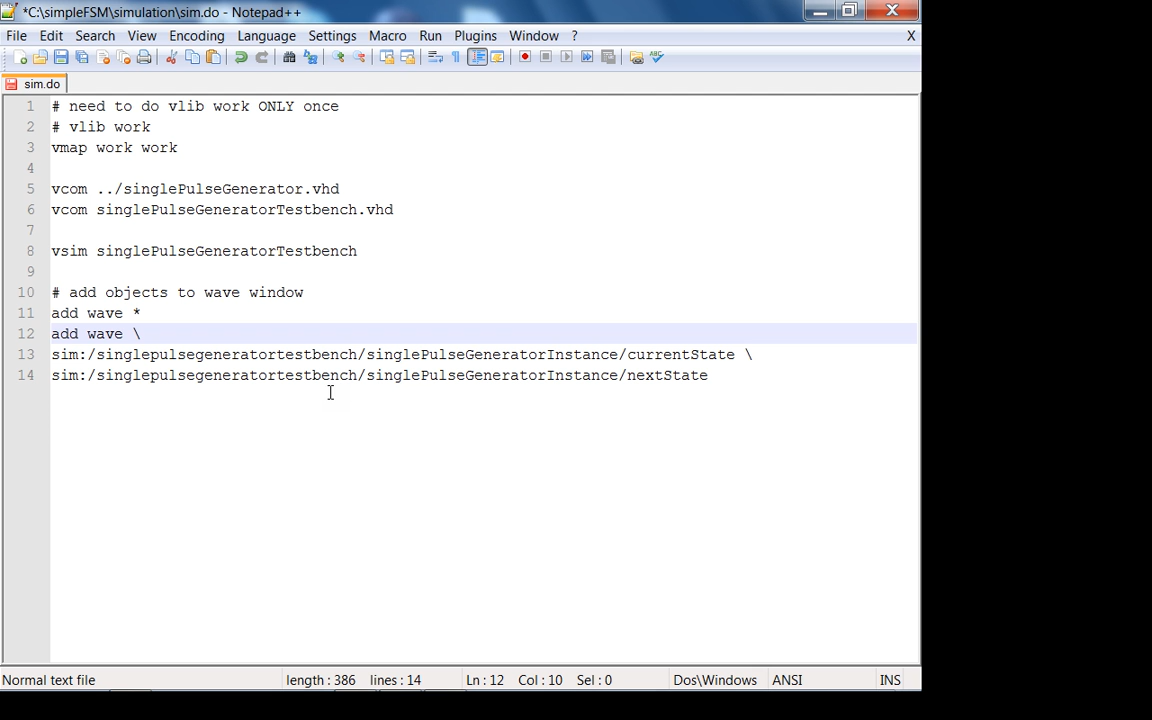 *C:\simpleFSM\simulation\sim.do - Notepad++
File Edit Search View Encoding Language Settings Macro Run Plugins Window ? X
sim.do
1 # need to do vlib work ONLY once
2 # vlib work
3 vmap work work
4
5 vcom ../singlePulseGenerator.vhd
6 vcom singlePulseGeneratorTestbench.vhd
7
8 vsim singlePulseGeneratorTestbench
9
10 # add objects to wave window
11 add wave *
12 add wave \
13 sim:/singlepulsegeneratortestbench/singlePulseGeneratorInstance/currentState \
14 sim:/singlepulsegeneratortestbench/singlePulseGeneratorInstance/nextState
Normal text file length : 386 lines : 14 Ln : 12 Col : 10 Sel : 0 Dos\Windows ANSI INS